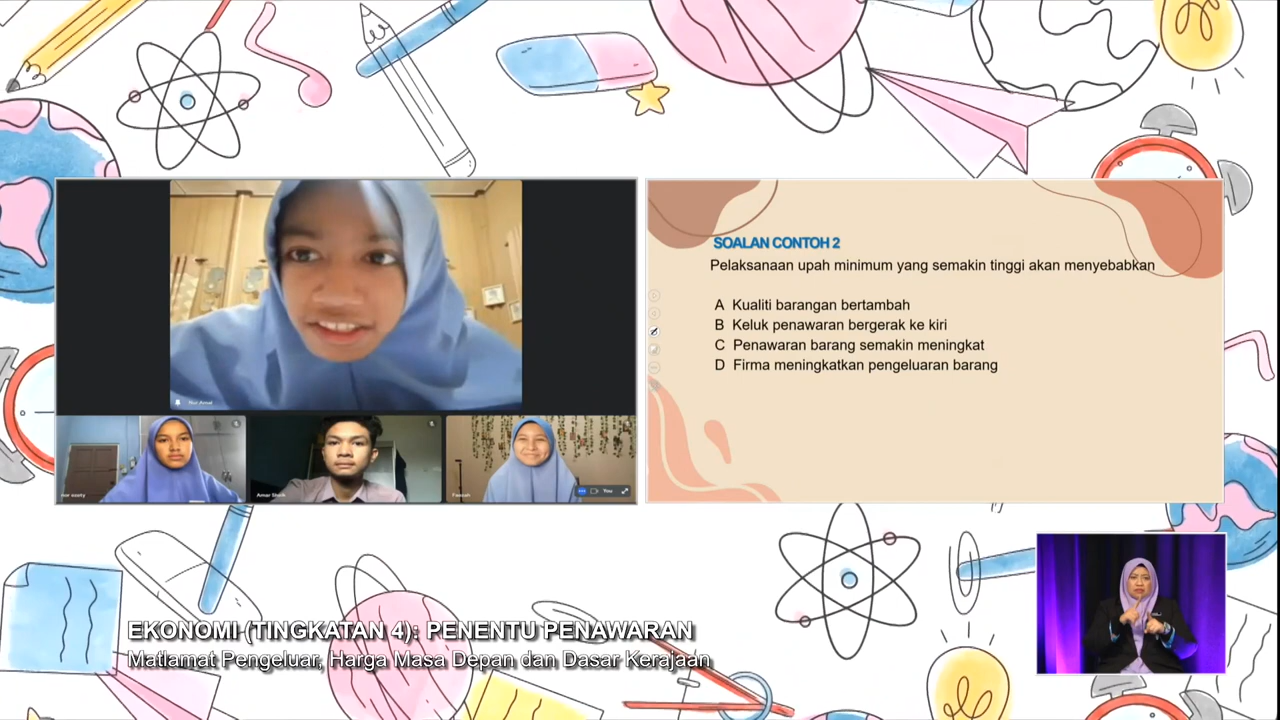 SOALAN CONTOH 2
Pelaksanaan upah minimum yang semakin tinggi akan menyebabkan
A Kualiti barangan bertambah
B Keluk penawaran bergerak ke kiri
C Penawaran barang semakin meningkat
D Firma meningkatkan pengeluaran barang
You
EKONOMI (TINGKATAN 4): PENENTU PENAWARAN
Matlamat Pengeluar, Harga Masa Depan dan Dasar Kerajaan